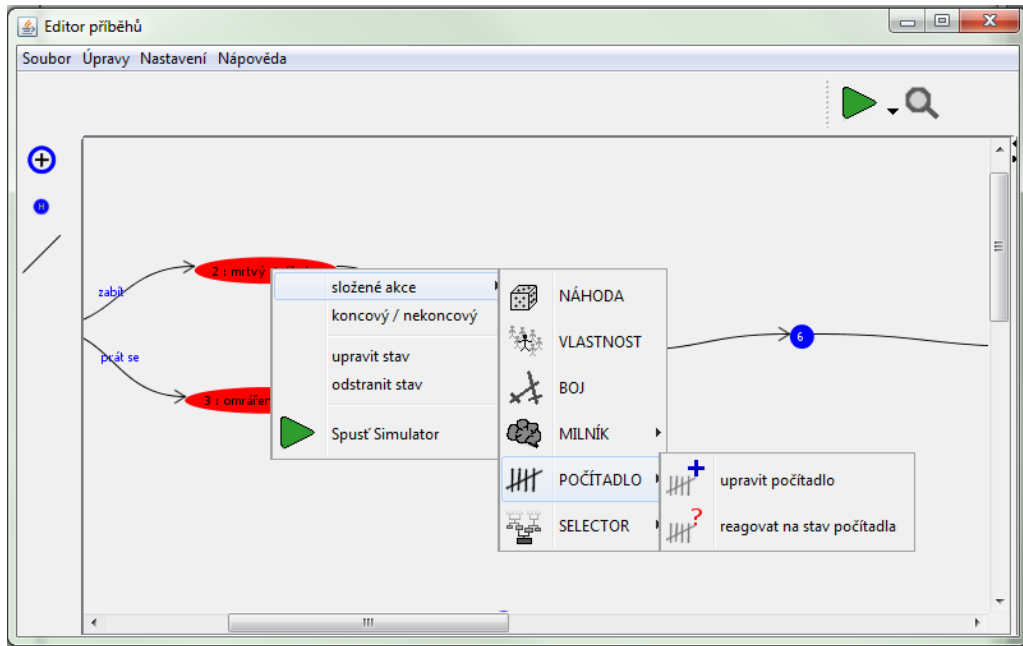 Editor příběhů
Soubor Úpravy Nastavení Nápověda
H
2 : mrtvý
zabít
složené akce
koncový / nekoncový
upravit stav
odstranit stav
Spusť Simulator
NÁHODA
VLASTNOST
BOJ
MILNÍK
POČÍTADLO
SELECTOR
upravit počítadlo
reagovat na stav počítadla
6
prát se
3 :